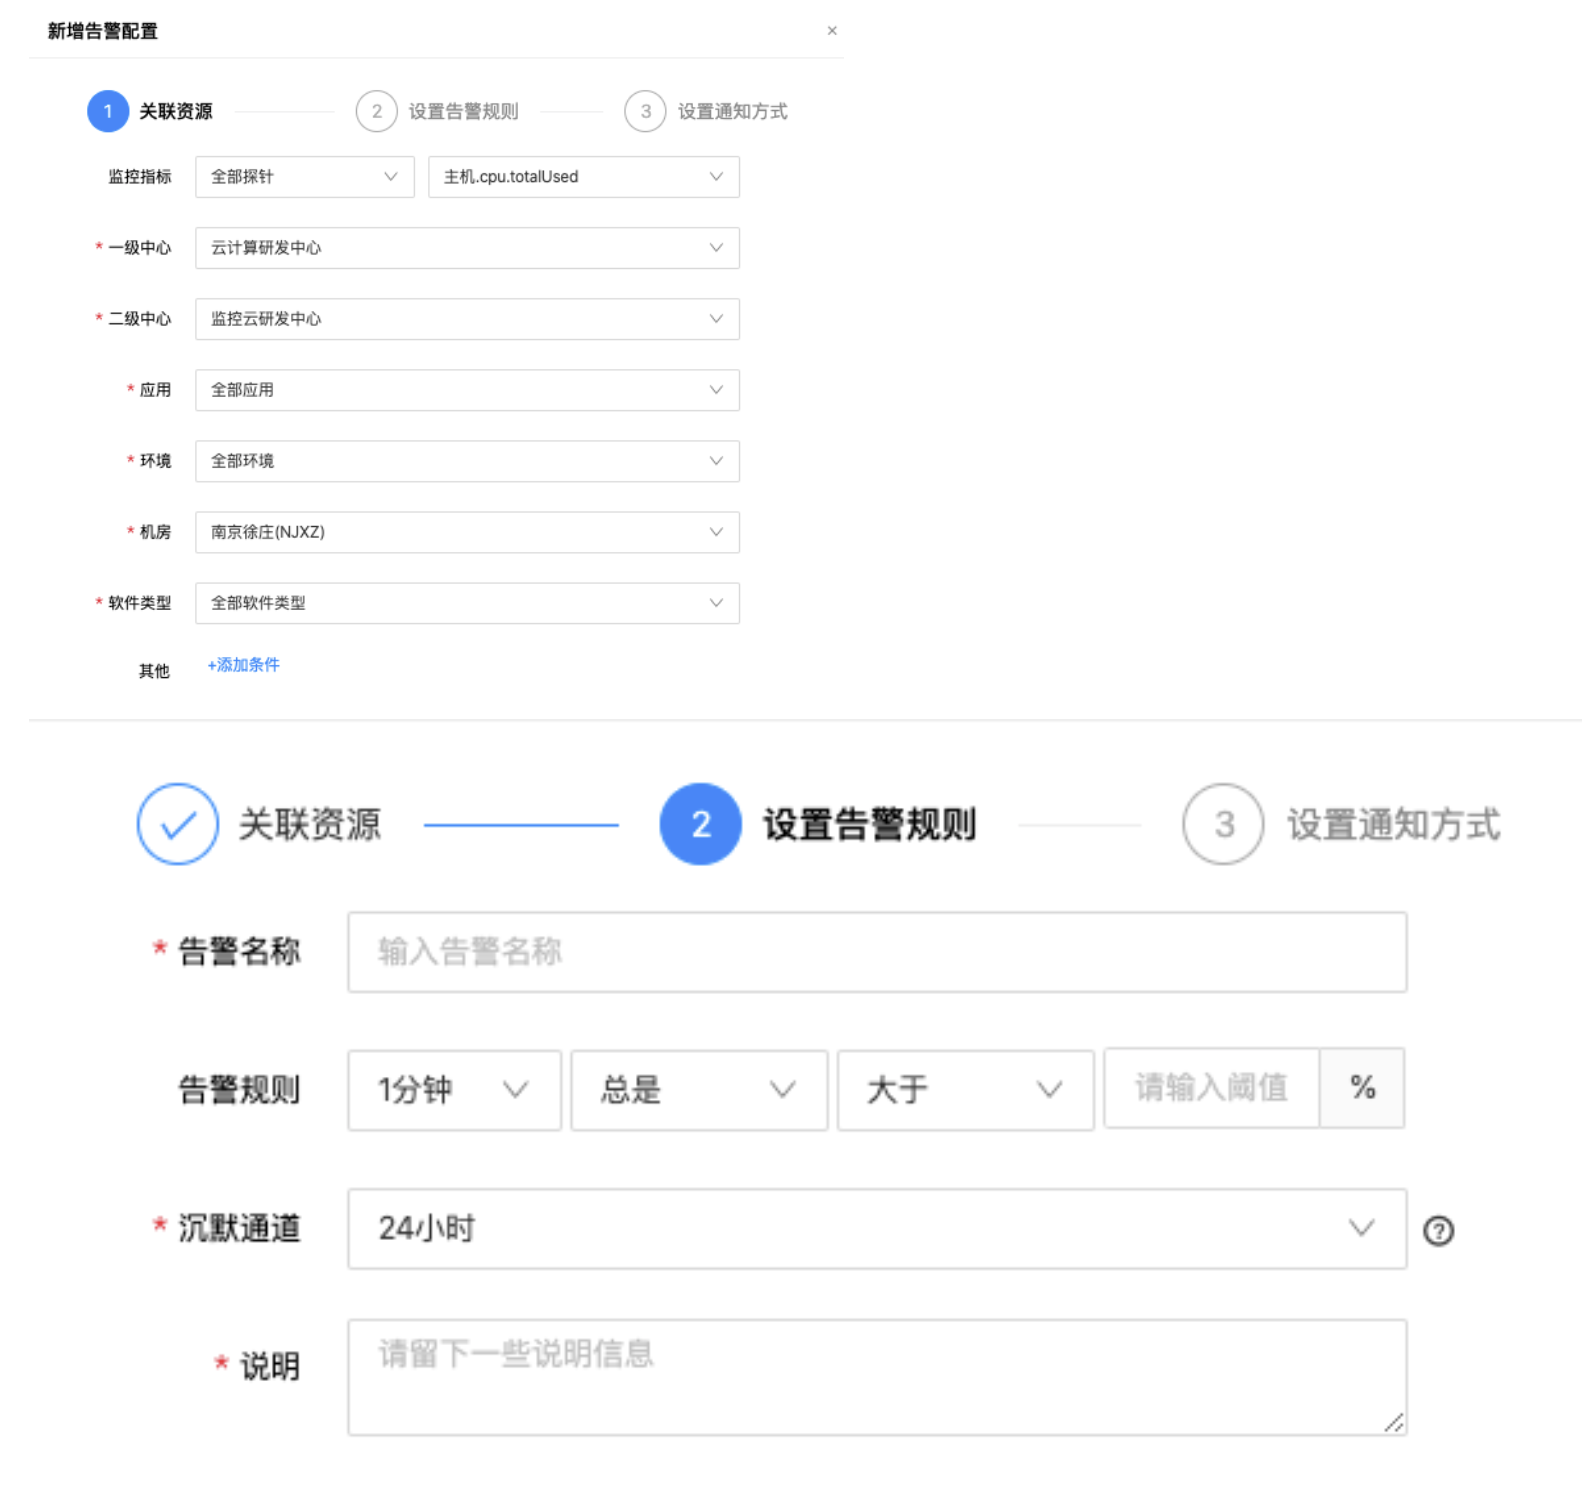 新增告警配置 ×
1 关联资源 2 设置告警规则 3 设置通知方式
监控指标 全部探针 主机.cpu.totalUsed
* 一级中心 云计算研发中心
* 二级中心 监控云研发中心
* 应用 全部应用
* 环境 全部环境
* 机房 南京徐庄(NJXZ)
* 软件类型 全部软件类型
其他 +添加条件
关联资源 2 设置告警规则 3 设置通知方式
* 告警名称 输入告警名称
告警规则 1分钟 总是 大于 请输入阈值 %
* 沉默通道 24小时 ?
* 说明 请留下一些说明信息